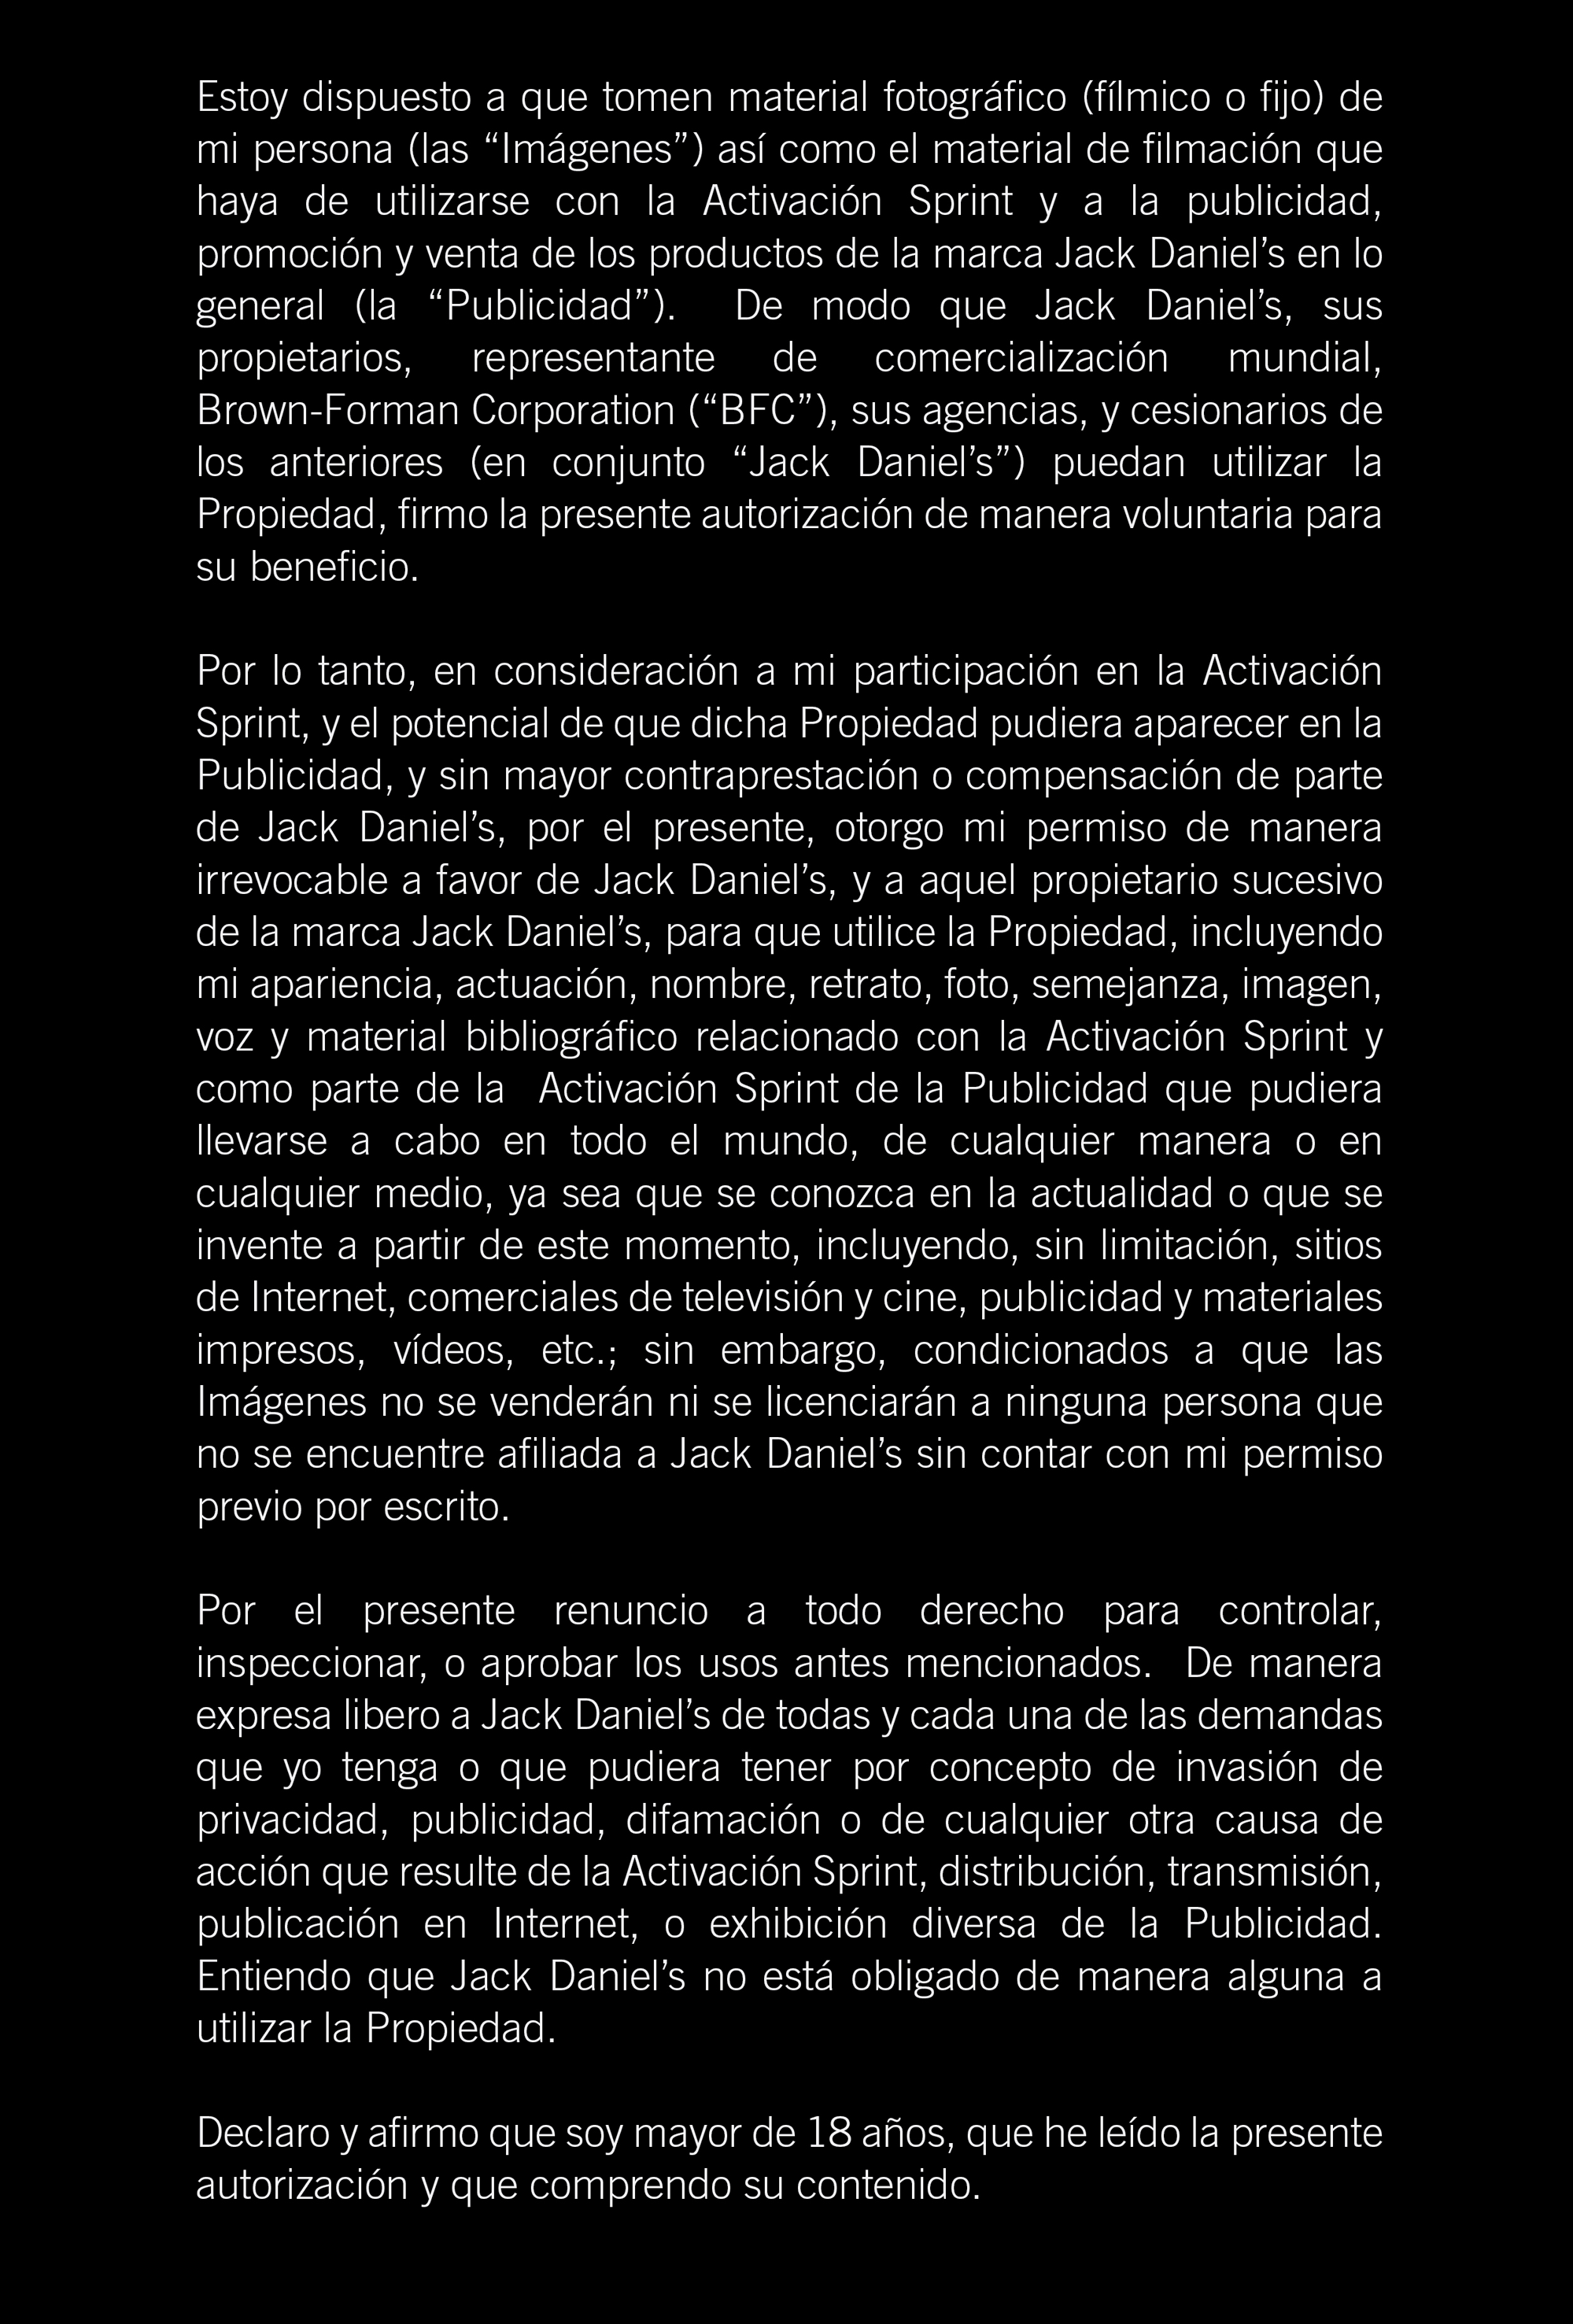 Estoy dispuesto a que tomen material fotográfico (fílmico o fijo) de
mi persona (las “Imágenes”) así como el material de filmación que
haya de utilizarse con la Activación Sprint y a la publicidad,
promoción y venta de los productos de la marca Jack Daniel’s en lo
general (la “Publicidad”).  De modo que Jack Daniel’s, sus
propietarios, representante de comercialización mundial,
Brown-Forman Corporation (“BFC”), sus agencias, y cesionarios de
los anteriores (en conjunto “Jack Daniel’s”) puedan utilizar la
Propiedad, firmo la presente autorización de manera voluntaria para
su beneficio.

Por lo tanto, en consideración a mi participación en la Activación
Sprint, y el potencial de que dicha Propiedad pudiera aparecer en la
Publicidad, y sin mayor contraprestación o compensación de parte
de Jack Daniel’s, por el presente, otorgo mi permiso de manera
irrevocable a favor de Jack Daniel’s, y a aquel propietario sucesivo
de la marca Jack Daniel’s, para que utilice la Propiedad, incluyendo
mi apariencia, actuación, nombre, retrato, foto, semejanza, imagen,
voz y material bibliográfico relacionado con la Activación Sprint y
como parte de la  Activación Sprint de la Publicidad que pudiera
llevarse a cabo en todo el mundo, de cualquier manera o en
cualquier medio, ya sea que se conozca en la actualidad o que se
invente a partir de este momento, incluyendo, sin limitación, sitios
de Internet, comerciales de televisión y cine, publicidad y materiales
impresos, vídeos, etc.; sin embargo, condicionados a que las
Imágenes no se venderán ni se licenciarán a ninguna persona que
no se encuentre afiliada a Jack Daniel’s sin contar con mi permiso
previo por escrito.

Por el presente renuncio a todo derecho para controlar,
inspeccionar, o aprobar los usos antes mencionados.  De manera
expresa libero a Jack Daniel’s de todas y cada una de las demandas
que yo tenga o que pudiera tener por concepto de invasión de
privacidad, publicidad, difamación o de cualquier otra causa de
acción que resulte de la Activación Sprint, distribución, transmisión,
publicación en Internet, o exhibición diversa de la Publicidad.
Entiendo que Jack Daniel’s no está obligado de manera alguna a
utilizar la Propiedad.

Declaro y afirmo que soy mayor de 18 años, que he leído la presente
autorización y que comprendo su contenido.